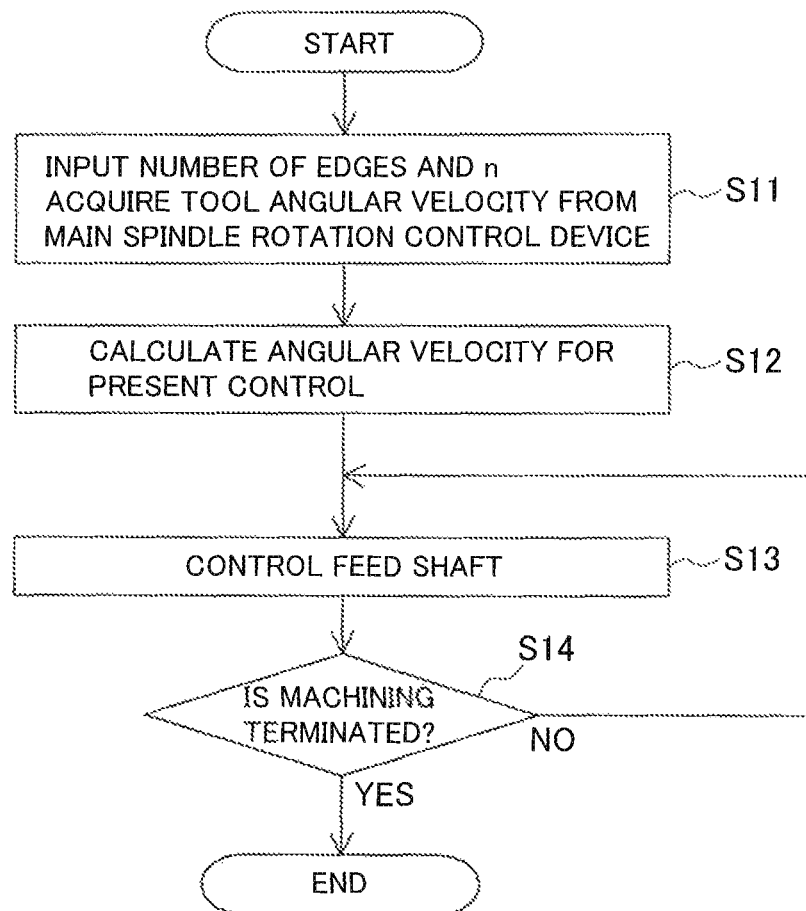 START
INPUT NUMBER OF EDGES AND n
ACQUIRE TOOL ANGULAR VELOCITY FROM
MAIN SPINDLE ROTATION CONTROL DEVICE
S11
CALCULATE ANGULAR VELOCITY FOR
PRESENT CONTROL
S12
CONTROL FEED SHAFT
S13
S14
IS MACHINING
TERMINATED?
NO
YES
END